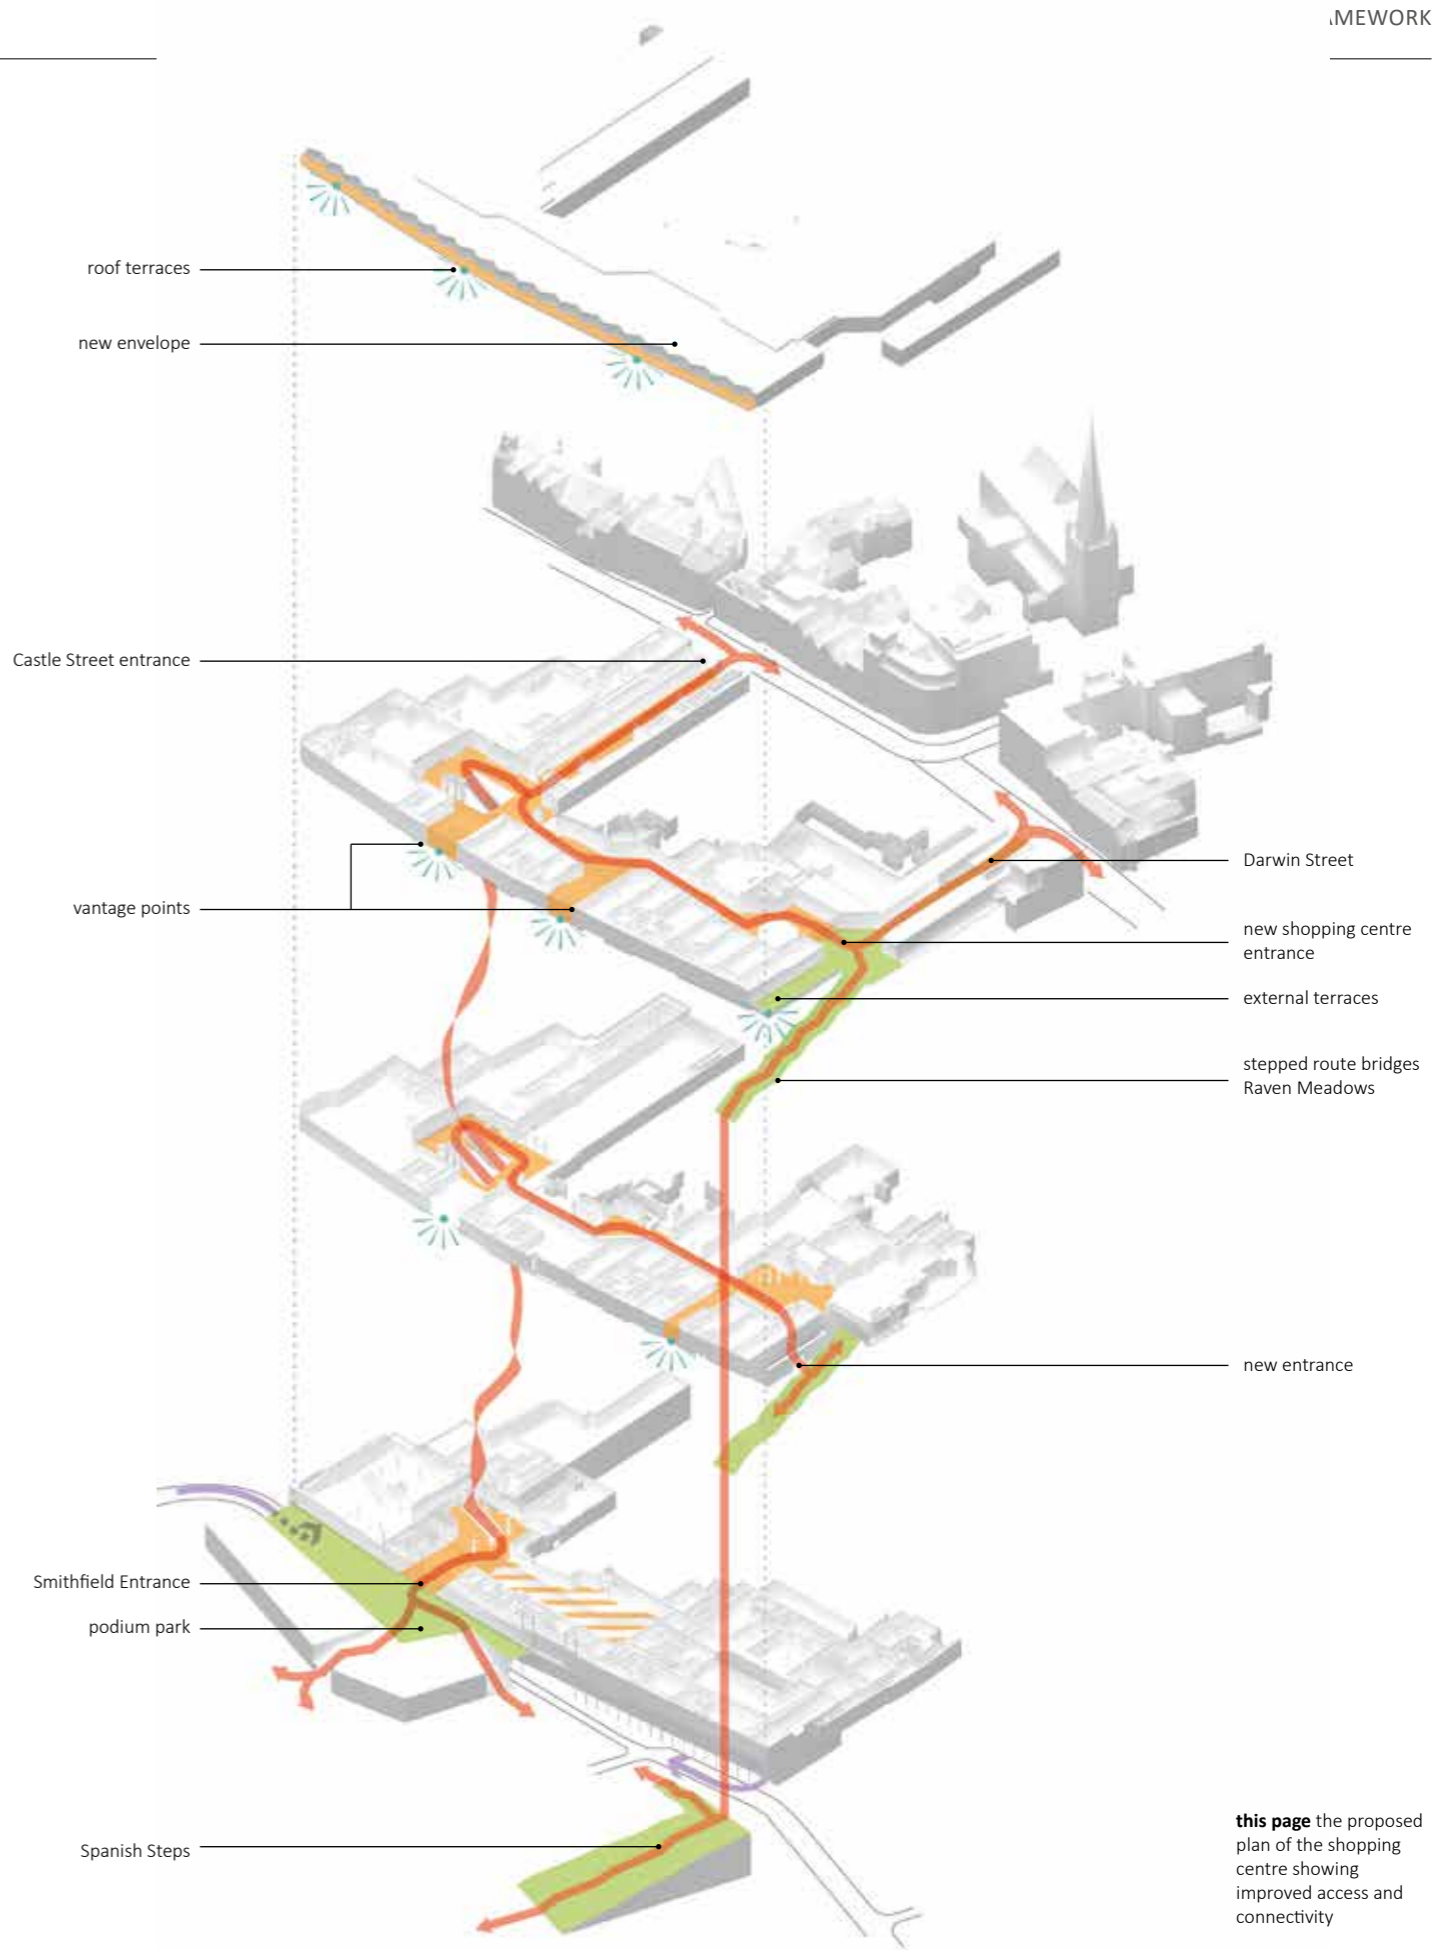 MEWORK
roof terraces
new envelope
Castle Street entrance
vantage points
Darwin Street
new shopping centre
entrance
external terraces
stepped route bridges
Raven Meadows
new entrance
Smithfield Entrance
podium park
Spanish Steps
this page the proposed
plan of the shopping
centre showing
improved access and
connectivity